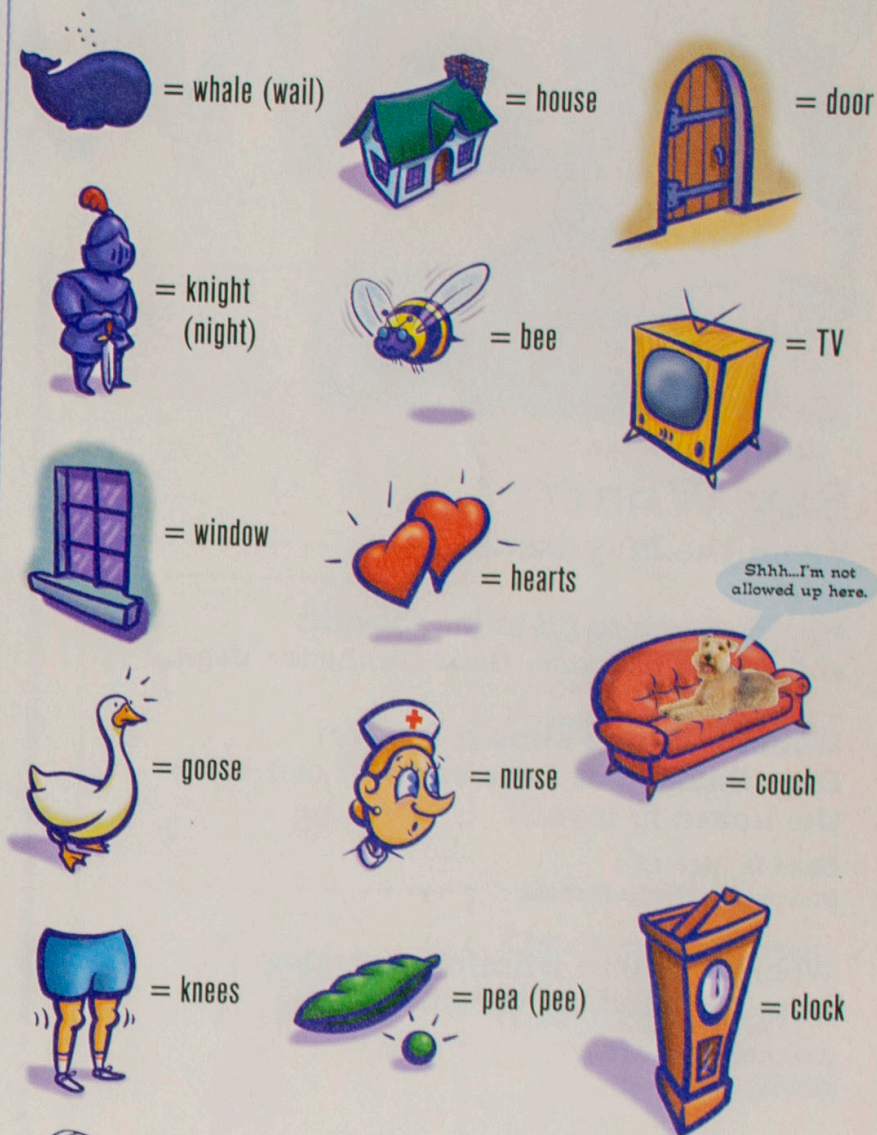 = whale (wail)
= house
= door
= knight
(night)
= bee
= TV
= window
= hearts
Shhh...I'm not
allowed up here.
= goose
= nurse
= couch
= knees
= pea (pee)
= clock